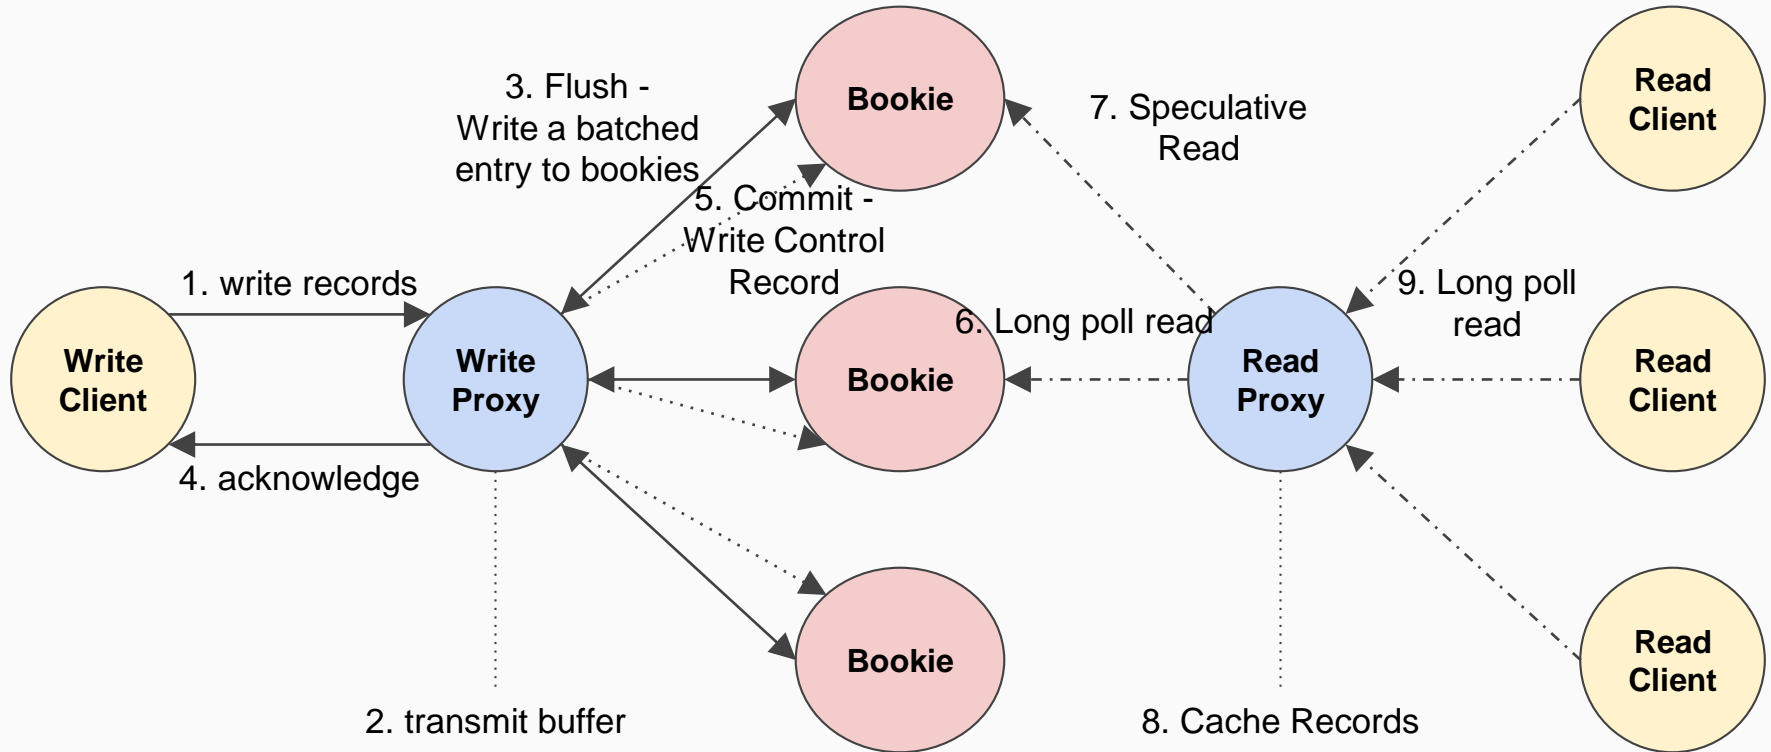 3. Flush -
Write a batched
entry to bookies
Bookie
7. Speculative
Read
Read
Client
5. Commit -
Write Control
Record
1. write records
Write
Client
Write
Proxy
4. acknowledge
Bookie
6. Long poll read
Read
Proxy
9. Long poll
read
Read
Client
Bookie
Read
Client
2. transmit buffer
8. Cache Records